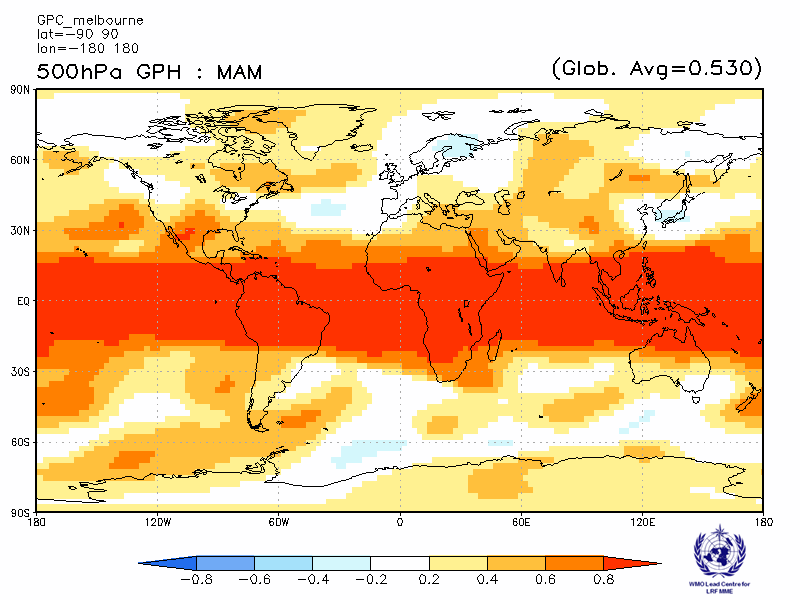 GPC_melbourne
lat=-90 90
lon=-180 180
500hPa GPH : MAM
(Glob. Avg=0.530)
90N
60N
30N
EQ
30S
60S
90S
180
120W
60W
0
60E
120E
180
-0.8
-0.6
-0.4
-0.2
0.2
0.4
0.6
0.8
WMO Lead Centre for
LRF MME